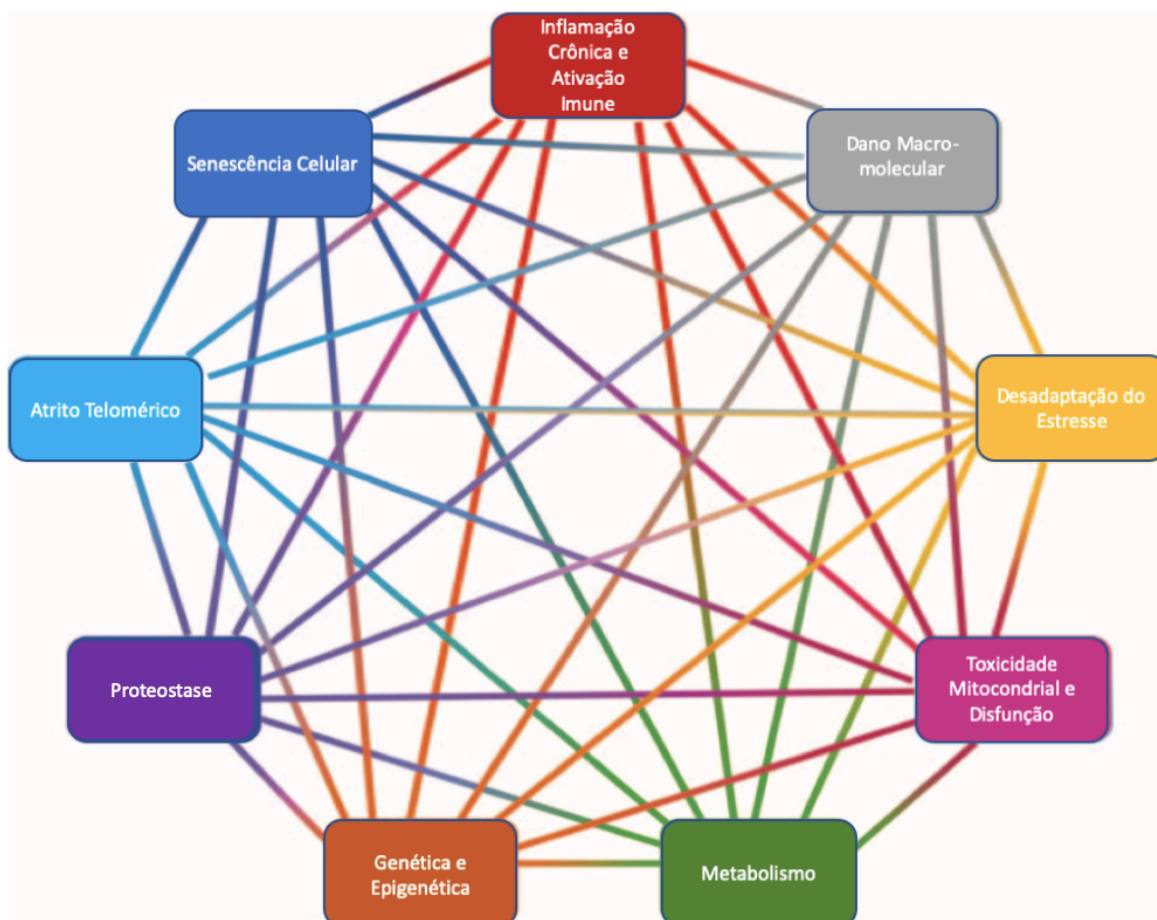 Inflamação
Crônica e
Ativação
Imune
Senescência Celular
Dano Macro-
molecular
Atrito Telomérico
Desadaptação do
Estresse
Proteostase
Toxicidade
Mitocondrial e
Disfunção
Genética e
Epigenética
Metabolismo